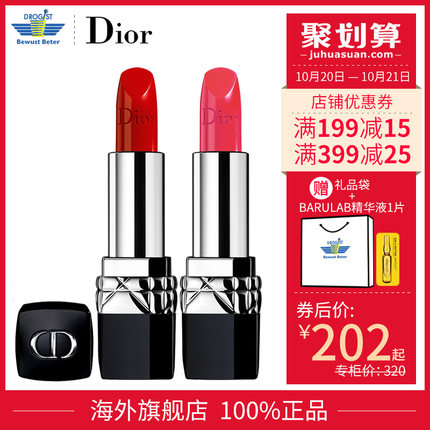 DROGIST
Bewust Beter
Dior
聚划算
juhuasuan.com
10月20日 — 10月21日
店铺优惠券
满199减15
满399减25
赠 礼品袋
+
BARULAB精华液1片
DROGIST
Bewust Beter
Dior
Dior
CD
券后价:
¥202起
专柜价:320
海外旗舰店 100%正品